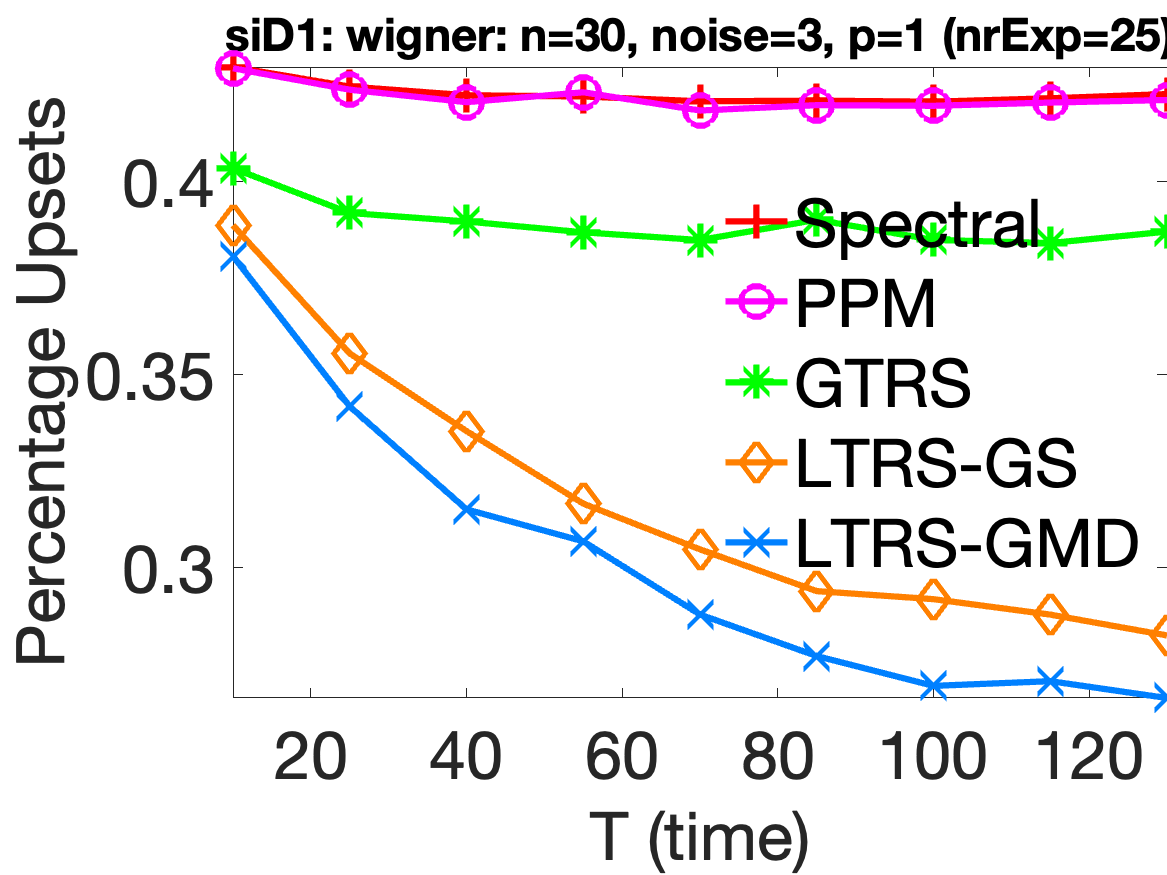 siD1: wigner: n=30, noise=3, p=1 (nrExp=25)
Percentage Upsets
0.4
0.35
0.3
Spectral
PPM
GTRS
LTRS-GS
LTRS-GMD
20 40 60 80 100 120
T (time)